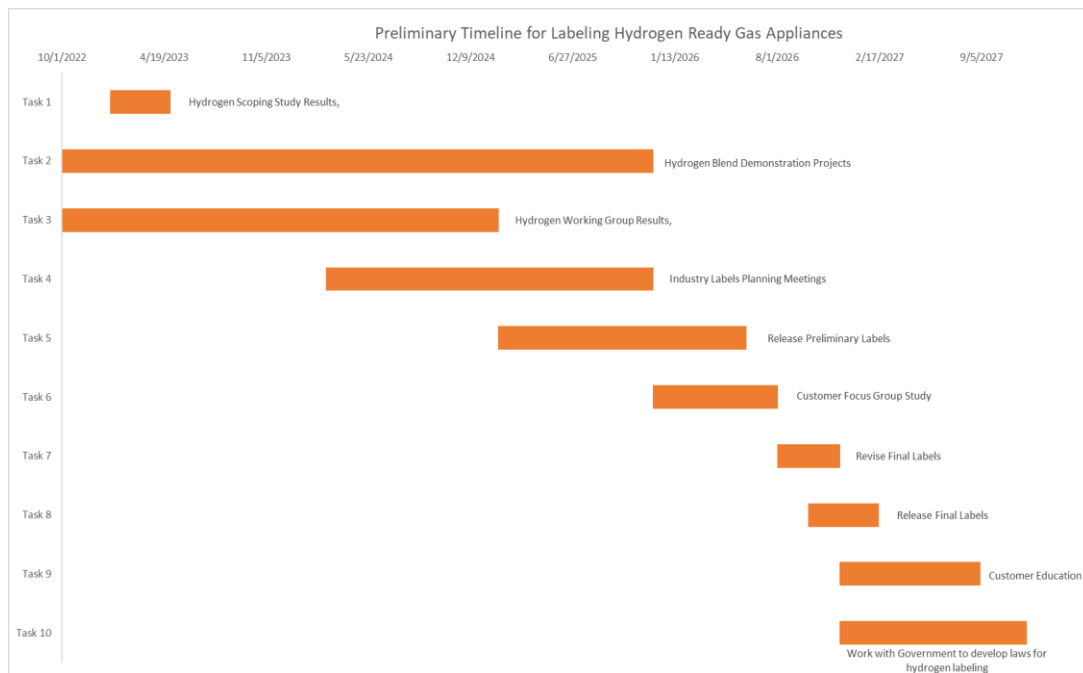 Preliminary Timeline for Labeling Hydrogen Ready Gas Appliances
10/1/2022 4/19/2023 11/5/2023 5/23/2024 12/9/2024 6/27/2025 1/13/2026 8/1/2026 2/17/2027 9/5/2027
Task 1 Hydrogen Scoping Study Results,
Task 2 Hydrogen Blend Demonstration Projects
Task 3 Hydrogen Working Group Results,
Task 4 Industry Labels Planning Meetings
Task 5 Release Preliminary Labels
Task 6 Customer Focus Group Study
Task 7 Revise Final Labels
Task 8 Release Final Labels
Task 9 Customer Education
Task 10
Work with Government to develop laws for
hydrogen labeling